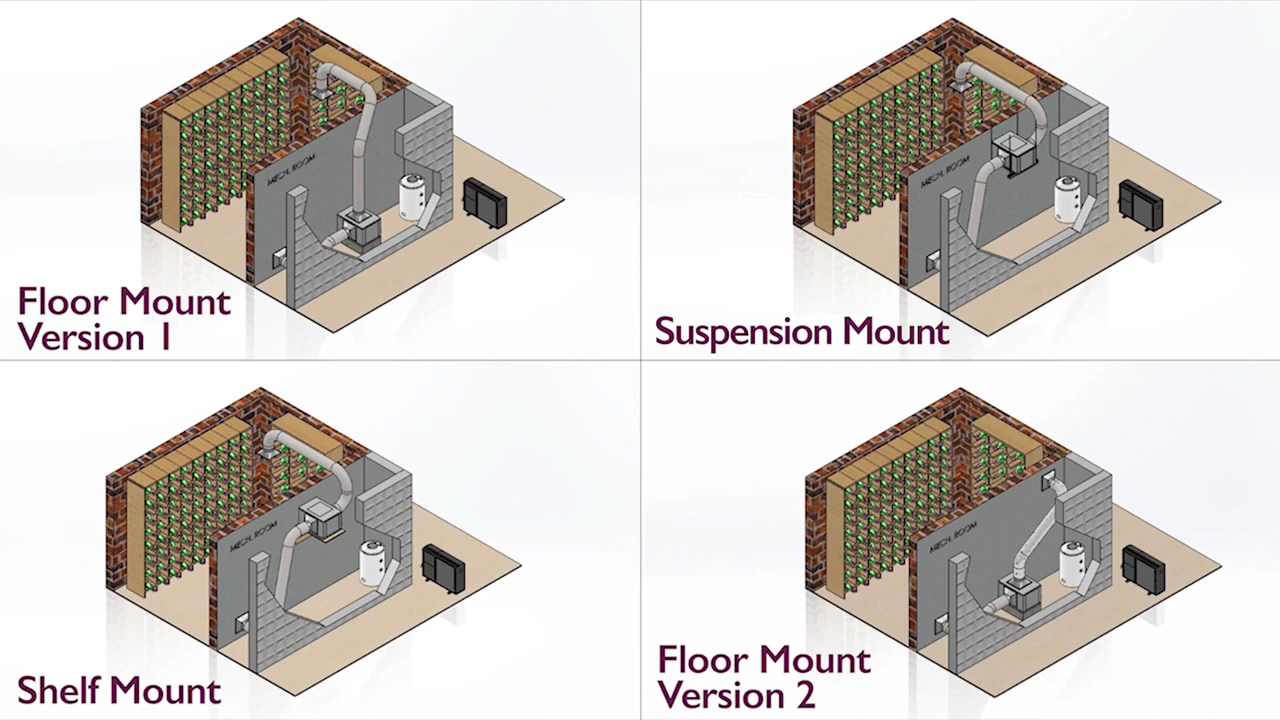 MECH. ROOM
Floor Mount
Version 1
MECH. ROOM
Suspension Mount
MECH. ROOM
Shelf Mount
MECH. ROOM
Floor Mount
Version 2